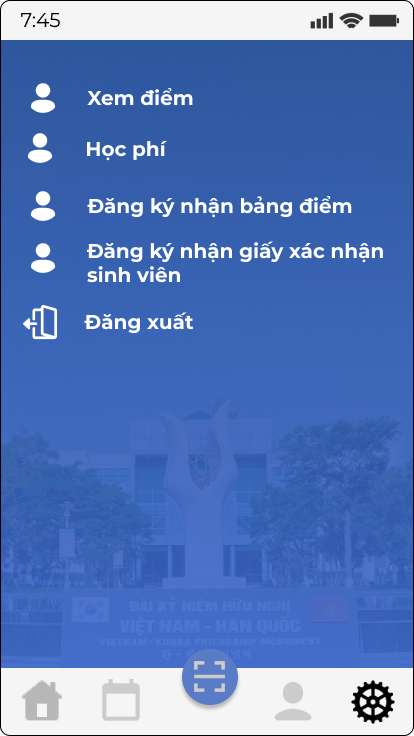 7:45
Xem điểm
Học phí
Đăng ký nhận bảng điểm
Đăng ký nhận giấy xác nhận
sinh viên
Đăng xuất
ĐÀI KỶ NIỆM HỮU NGHỊ
VIỆT NAM - HÀN QUỐC
VIETNAM - KOREA FRIENDSHIP MONUMENT